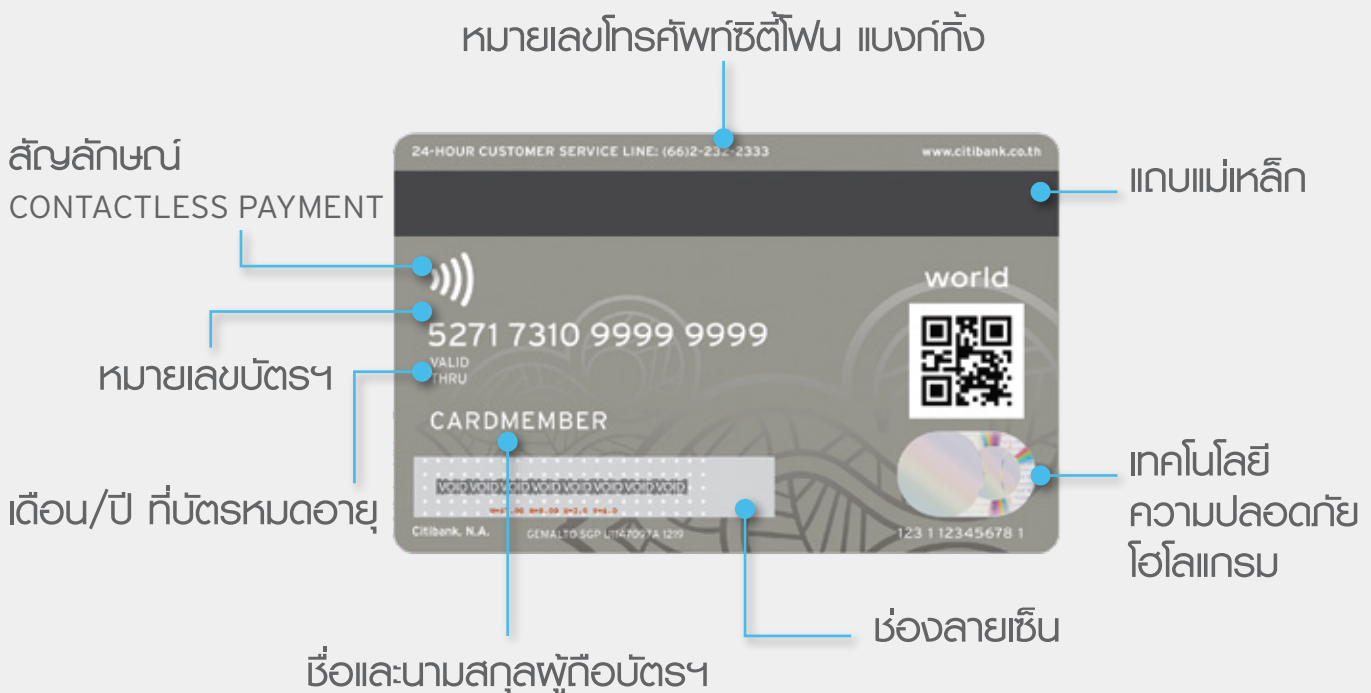 หมายเลขโทรศัพท์ซิตี้โฟน แบงก์กิ้ง
สัญลักษณ์
CONTACTLESS PAYMENT
24-HOUR CUSTOMER SERVICE LINE: (66)2-232-2333
www.citibank.co.th
แถบแม่เหล็ก
world
5271 7310 9999 9999
หมายเลขบัตรฯ
VALID
THRU
CARDMEMBER
เดือน/ปี ที่บัตรหมดอายุ
VOID VOID VOID VOID VOID VOID VOID VOID
เทคโนโลยี
ความปลอดภัย
โฮโลแกรม
Citibank, N.A.
GEMALTO SGP
1219
123 1 12345678 1
ช่องลายเซ็น
ชื่อและนามสกุลผู้ถือบัตรฯ